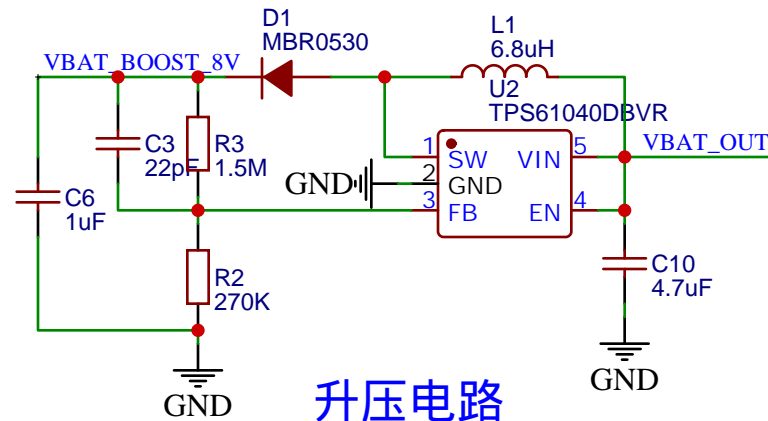 D1
MBR0530
L1
6.8uH
VBAT_BOOST_8V
U2
TPS61040DBVR
C3
22pF
R3
1.5M
1
SW
VIN
5
VBAT_OUT
GND
2
GND
C6
1uF
3
FB
EN
4
R2
270K
C10
4.7uF
GND
GND
升压电路